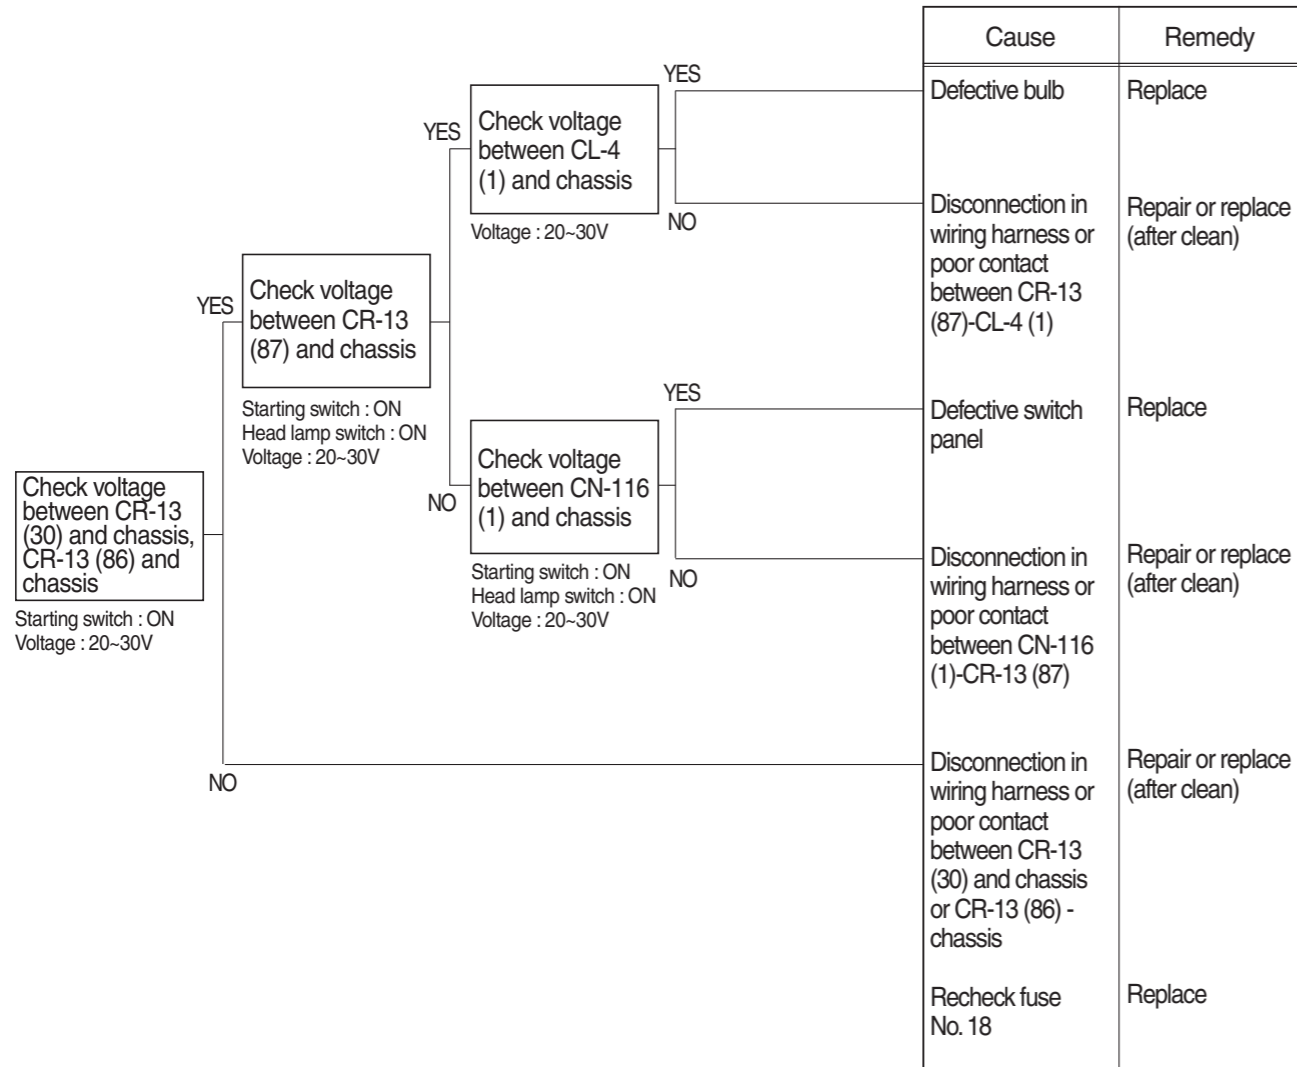 Cause
Remedy
YES
Defective bulb
Replace
YES
Check voltage
between CL-4
(1) and chassis
Voltage : 20~30V
NO
Disconnection in
wiring harness or
poor contact
between CR-13
(87)-CL-4 (1)
Repair or replace
(after clean)
YES
Check voltage
between CR-13
(87) and chassis
Starting switch : ON
Head lamp switch : ON
Voltage : 20~30V
YES
Defective switch
panel
Replace
NO
Check voltage
between CN-116
(1) and chassis
Starting switch : ON
Head lamp switch : ON
Voltage : 20~30V
NO
Disconnection in
wiring harness or
poor contact
between CN-116
(1)-CR-13 (87)
Repair or replace
(after clean)
Check voltage
between CR-13
(30) and chassis,
CR-13 (86) and
chassis
Starting switch : ON
Voltage : 20~30V
NO
Disconnection in
wiring harness or
poor contact
between CR-13
(30) and chassis
or CR-13 (86) -
chassis
Repair or replace
(after clean)
Recheck fuse
No. 18
Replace